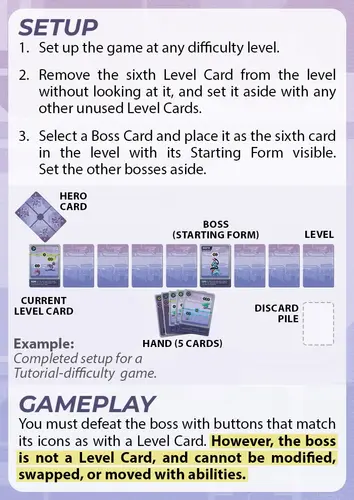 SETUP
1. Set up the game at any difficulty level.
2. Remove the sixth Level Card from the level
without looking at it, and set it aside with any
other unused Level Cards.
3. Select a Boss Card and place it as the sixth card
in the level with its Starting Form visible.
Set the other bosses aside.
HERO
CARD
BOSS
(STARTING FORM)
LEVEL
CURRENT
LEVEL CARD
HAND (5 CARDS)
DISCARD
PILE
Example:
Completed setup for a
Tutorial-difficulty game.
GAMEPLAY
You must defeat the boss with buttons that match
its icons as with a Level Card. However, the boss
is not a Level Card, and cannot be modified,
swapped, or moved with abilities.